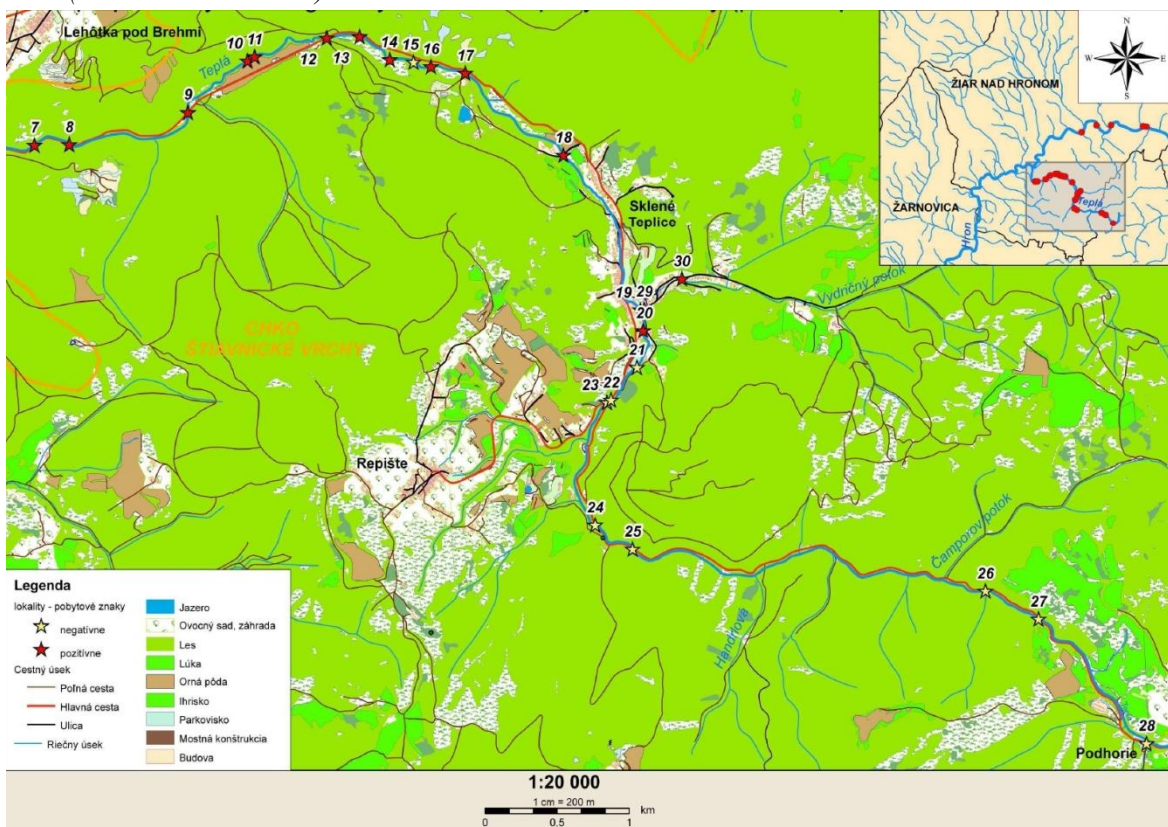 Lehôtka pod Brehmi
10
11
12
13
14
15
16
17
Teplá
9
7
8
18
Sklené
Teplice
30
Vydričný potok
29
19
20
21
22
23
CHKO
ŠTIAVNICKÉ VRCHY
Repište
24
25
Čamporov potok
26
27
28
Podhorie
N
W
E
S
ŽIAR NAD HRONOM
ŽARNOVICA
Hron
Teplá
Legenda
lokality - pobytové znaky
negatívne
pozitívne
Cestný úsek
Poľná cesta
Hlavná cesta
Ulica
Riečny úsek
Jazero
Ovocný sad, záhrada
Les
Lúka
Orná pôda
Ihrisko
Parkovisko
Mostná konštrukcia
Budova
1:20 000
1 cm = 200 m
km
0
0,5
1